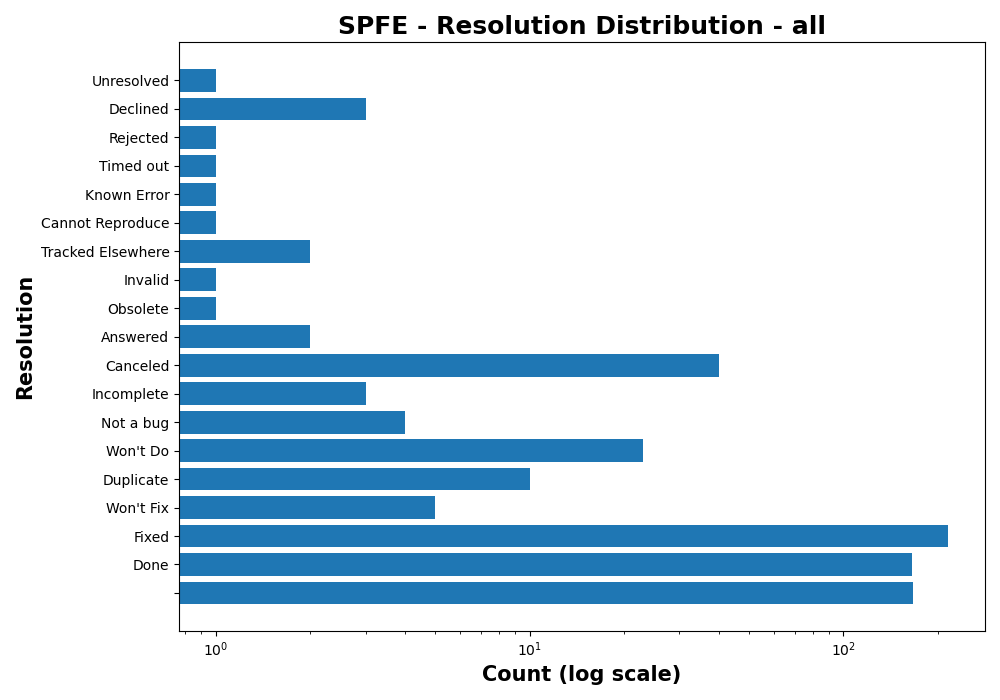 SPFE - Resolution Distribution - all
Unresolved
Declined
Rejected
Timed out
Known Error
Cannot Reproduce
Tracked Elsewhere
Invalid
Obsolete
Answered
Canceled
Incomplete
Not a bug
Won't Do
Duplicate
Won't Fix
Fixed
Done
Resolution
10⁰ 10¹ 10²
Count (log scale)